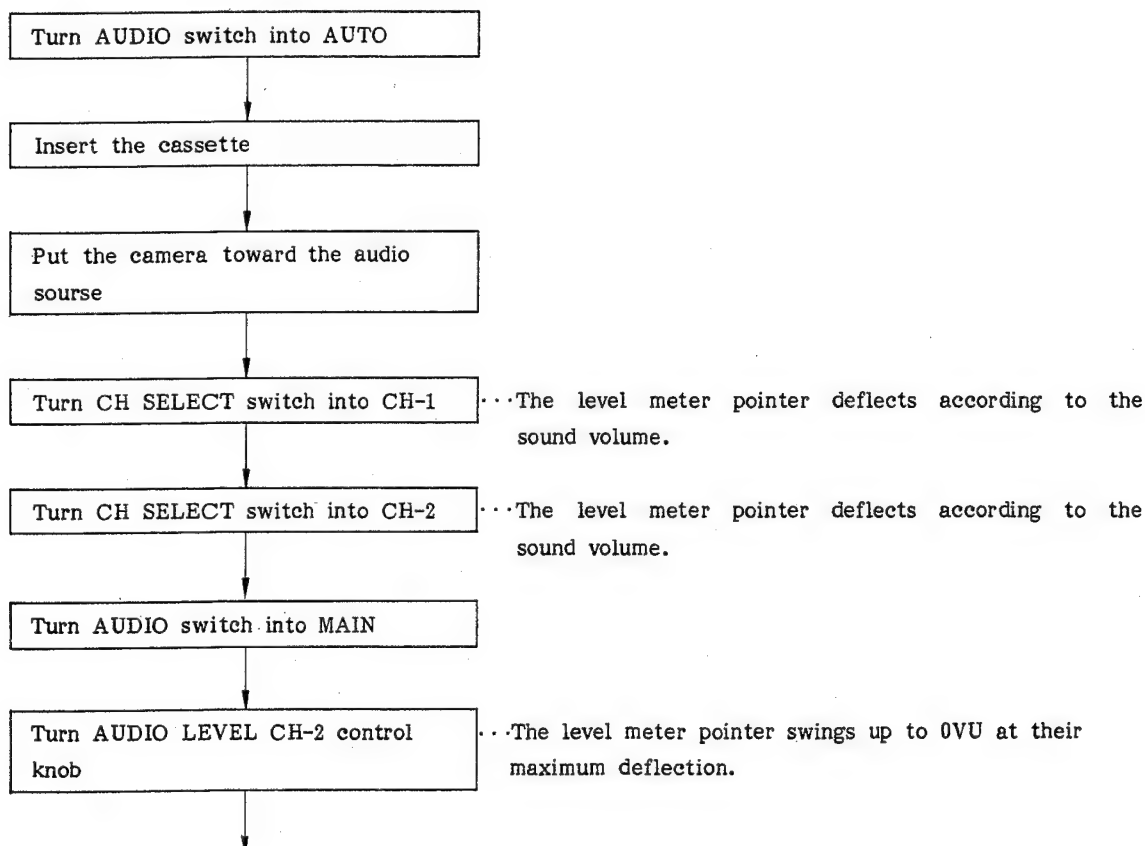 Turn AUDIO switch into AUTO
Insert the cassette
Put the camera toward the audio
sourse
Turn CH SELECT switch into CH-1
···The level meter pointer deflects according to the
sound volume.
Turn CH SELECT switch into CH-2
···The level meter pointer deflects according to the
sound volume.
Turn AUDIO switch into MAIN
Turn AUDIO LEVEL CH-2 control
knob
···The level meter pointer swings up to 0VU at their
maximum deflection.